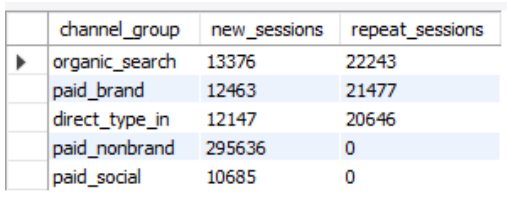 channel_group new_sessions repeat_sessions
organic_search 13376 22243
paid_brand 12463 21477
direct_type_in 12147 20646
paid_nonbrand 295636 0
paid_social 10685 0